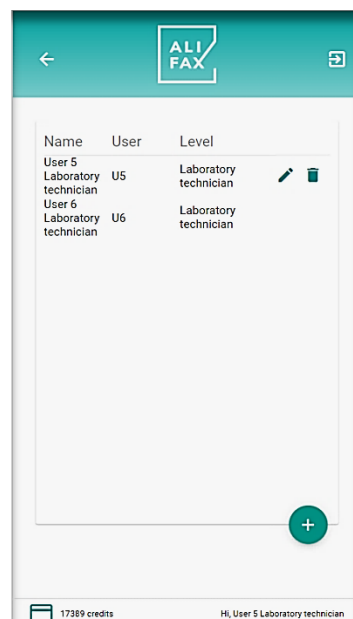 ALI
FAX
Name User Level
User 5
Laboratory
technician U5 Laboratory
technician
User 6
Laboratory
technician U6 Laboratory
technician
17389 credits Hi, User 5 Laboratory technician